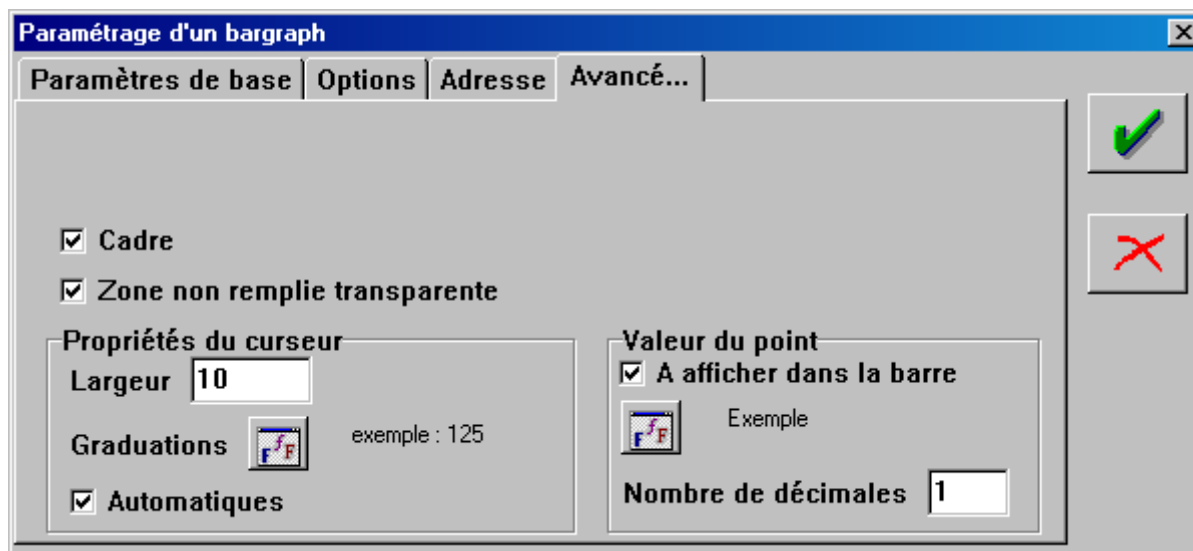 Paramétrage d'un bargraph
Paramètres de base Options Adresse Avancé...
Cadre
Zone non remplie transparente
Propriétés du curseur
Largeur 10
Graduations exemple : 125
Automatiques
Valeur du point
A afficher dans la barre
Exemple
Nombre de décimales 1